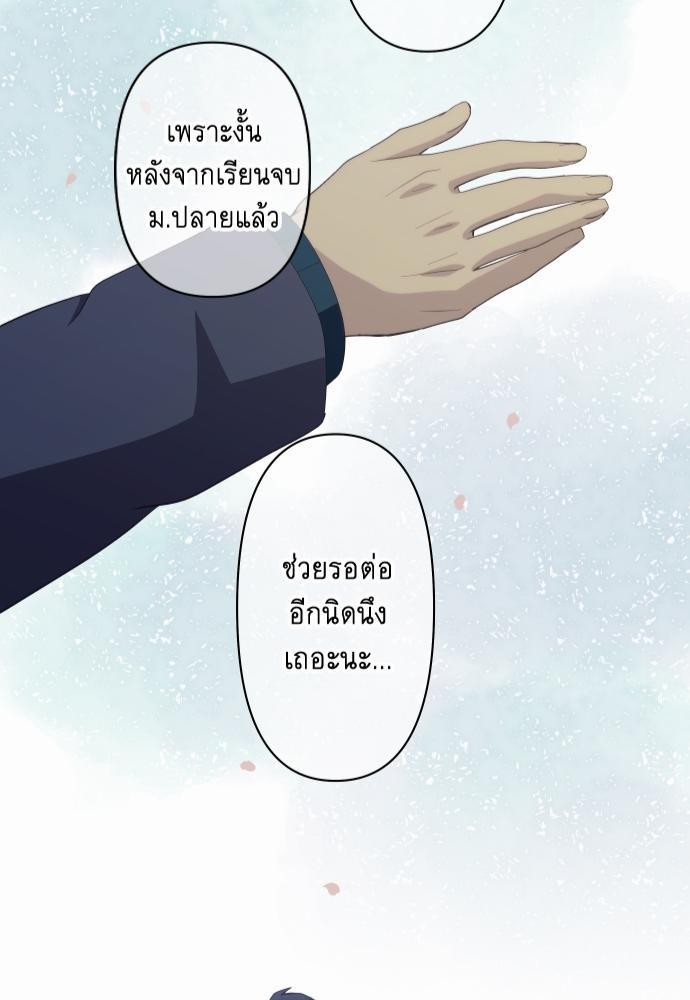 เพราะงั้น
หลังจากเรียนจบ
ม.ปลายแล้ว
ช่วยรอต่อ
อีกนิดนึง
เถอะนะ...